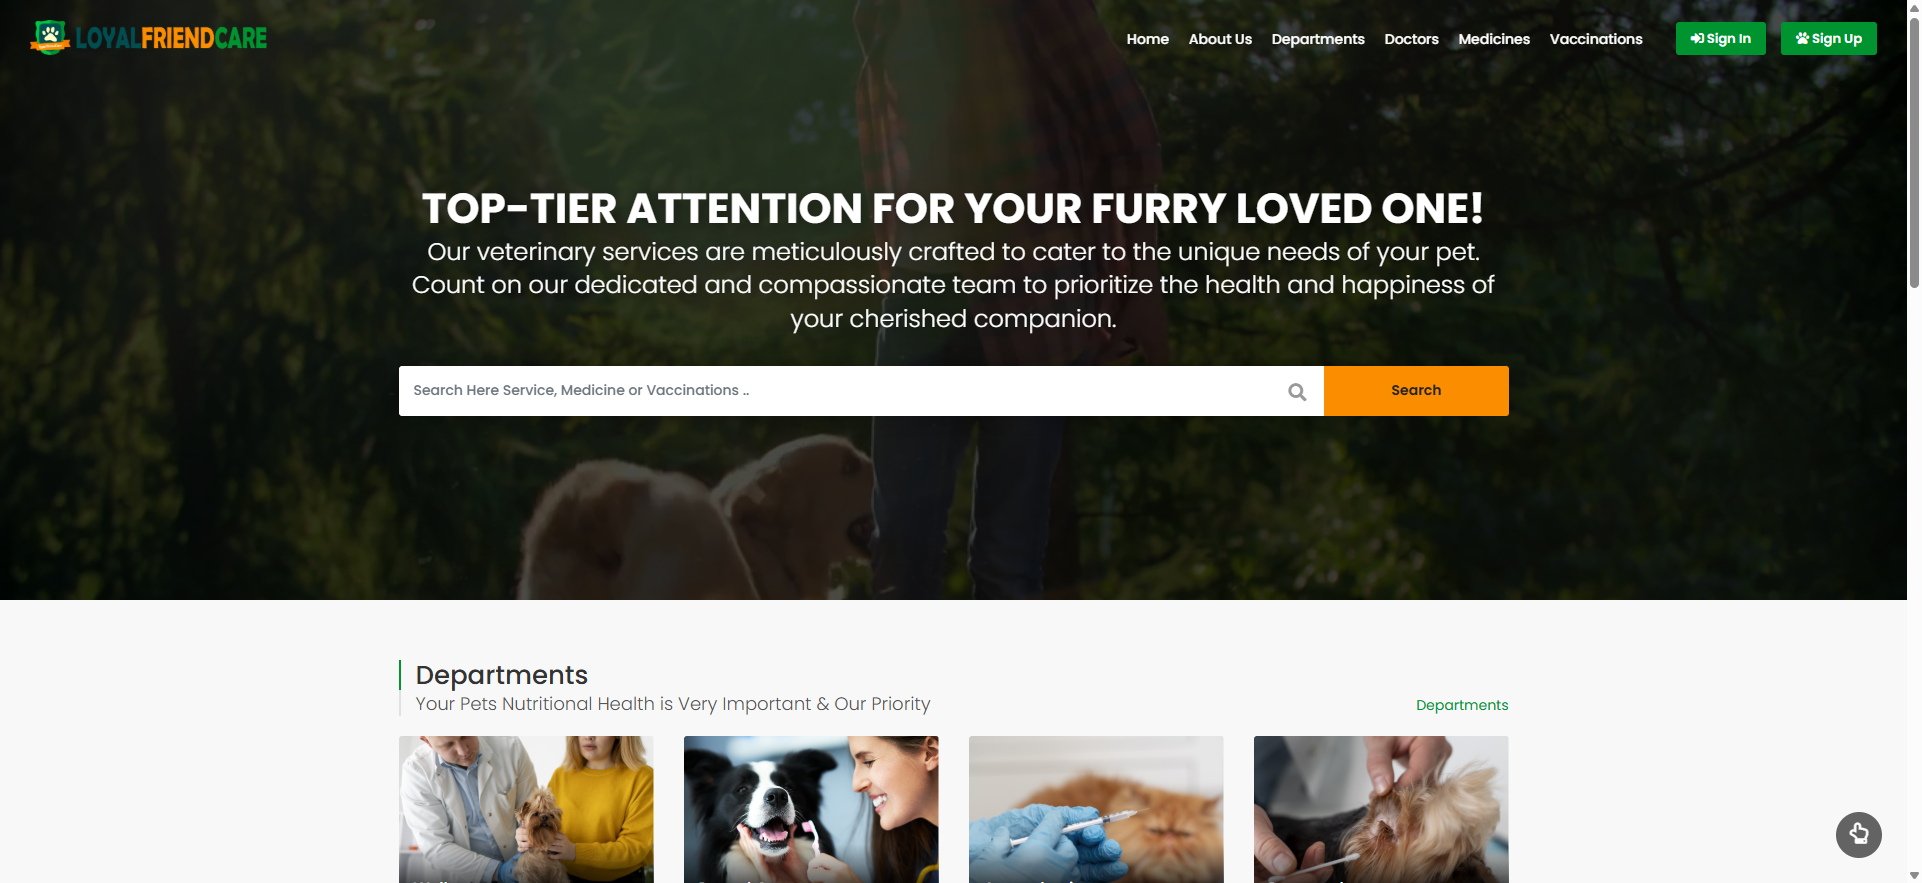 LOYALFRIENDCARE
Home About Us Departments Doctors Medicines Vaccinations Sign In Sign Up
TOP-TIER ATTENTION FOR YOUR FURRY LOVED ONE!
Our veterinary services are meticulously crafted to cater to the unique needs of your pet.
Count on our dedicated and compassionate team to prioritize the health and happiness of
your cherished companion.
Search Here Service, Medicine or Vaccinations ..
Search
Departments
Your Pets Nutritional Health is Very Important & Our Priority
Departments